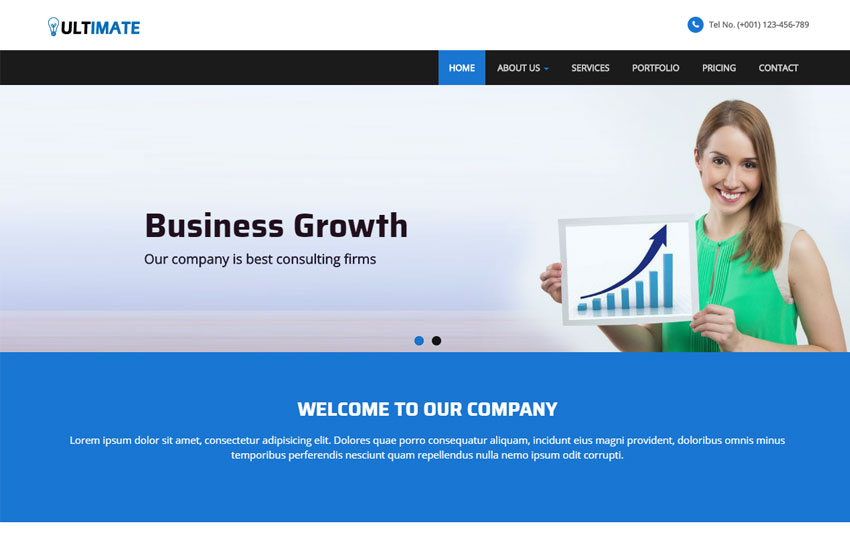 ULTIMATE
Tel No. (+001) 123-456-789
HOME ABOUT US SERVICES PORTFOLIO PRICING CONTACT
Business Growth
Our company is best consulting firms
WELCOME TO OUR COMPANY
Lorem ipsum dolor sit amet, consectetur adipisicing elit. Dolores quae porro consequatur aliquam, incidunt eius magni provident, doloribus omnis minus
temporibus perferendis nesciunt quam repellendus nulla nemo ipsum odit corrupti.